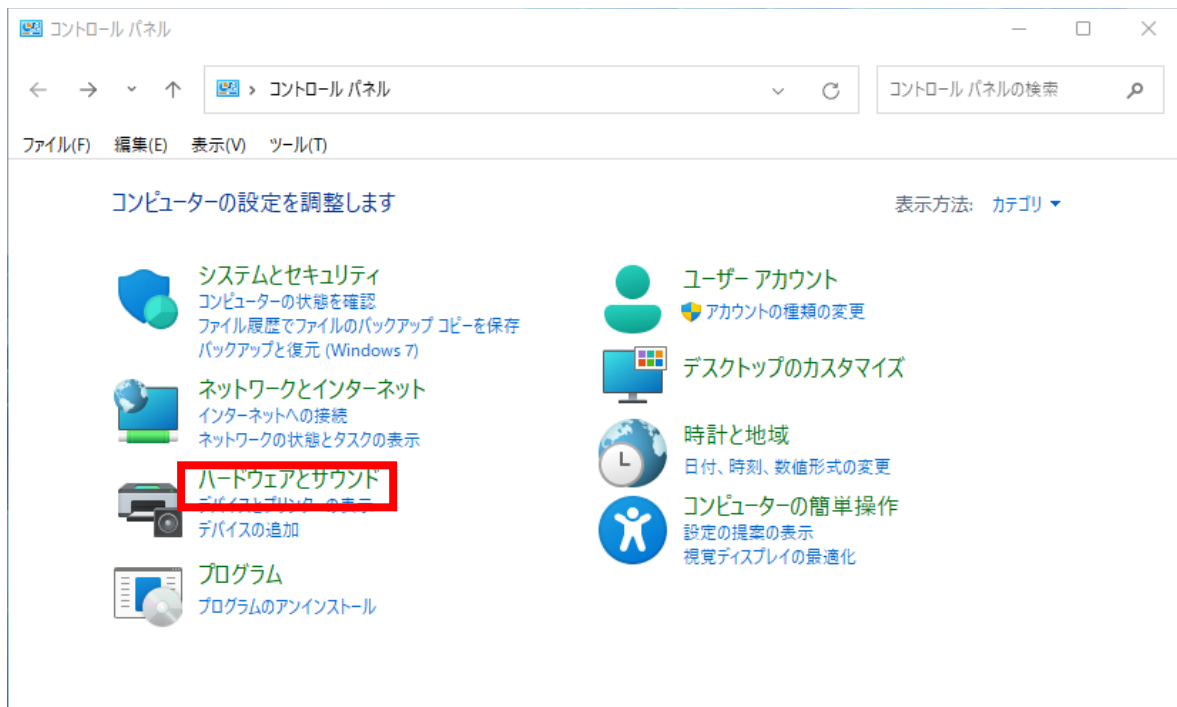 コントロール パネル
コントロール パネル
コントロール パネルの検索
ファイル(F) 編集(E) 表示(V) ツール(T)
コンピューターの設定を調整します
表示方法: カテゴリ
システムとセキュリティ
コンピューターの状態を確認
ファイル履歴でファイルのバックアップ コピーを保存
バックアップと復元 (Windows 7)
ネットワークとインターネット
インターネットへの接続
ネットワークの状態とタスクの表示
ハードウェアとサウンド
デバイスとプリンターの表示
デバイスの追加
プログラム
プログラムのアンインストール
ユーザー アカウント
アカウントの種類の変更
デスクトップのカスタマイズ
時計と地域
日付、時刻、数値形式の変更
コンピューターの簡単操作
設定の提案の表示
視覚ディスプレイの最適化